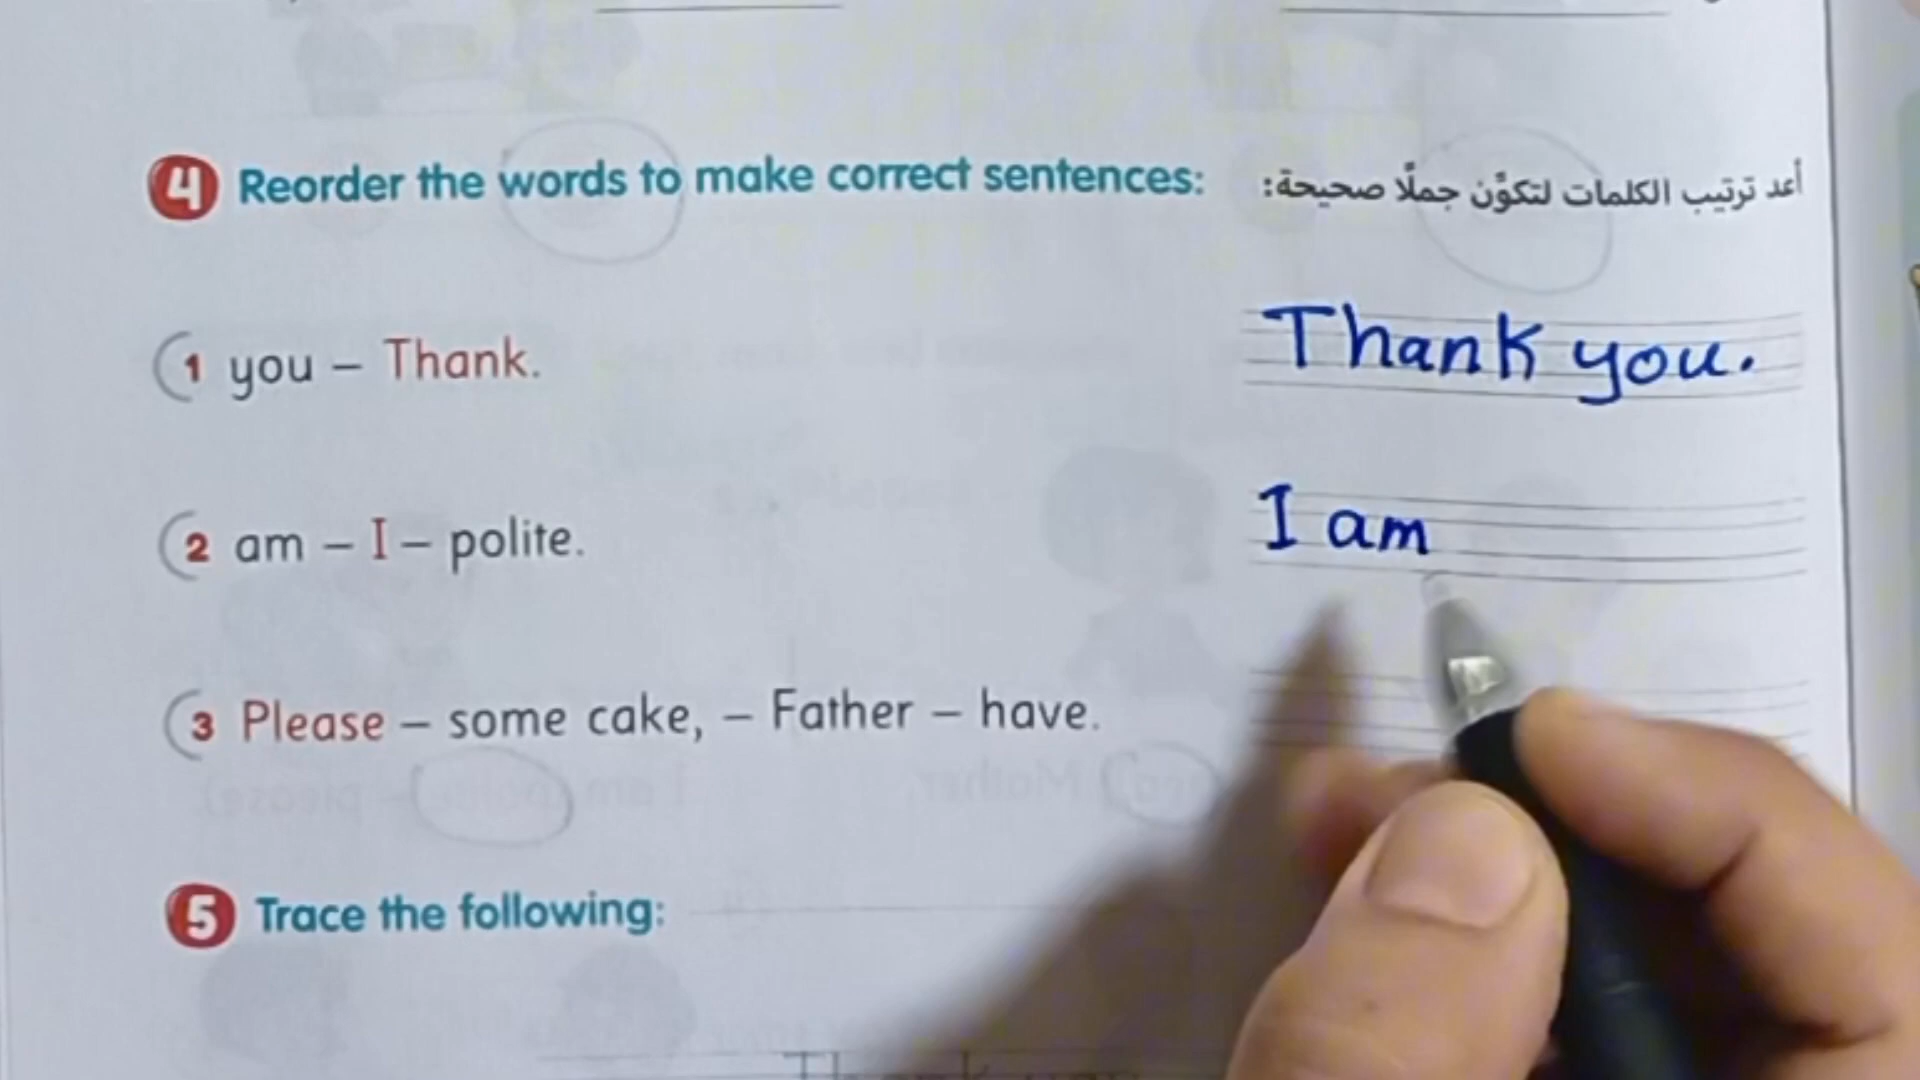 4 Reorder the words to make correct sentences: أعد ترتيب الكلمات لتكوّن جملًا صحيحة:
1 you – Thank. Thank you.
2 am – I – polite. I am
3 Please – some cake, – Father – have.
5 Trace the following: